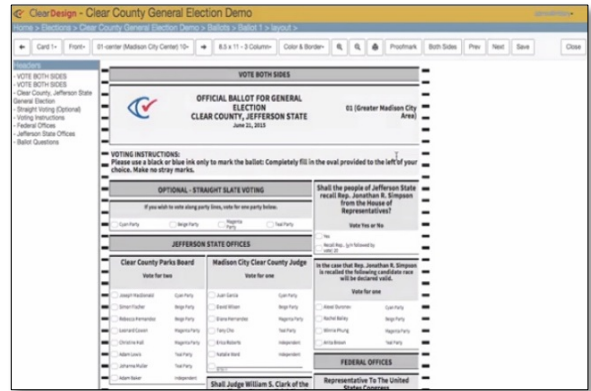 ClearDesign - Clear County General Election Demo
Home > Elections > Clear County General Election Demo > Ballots > Ballot 1 > layout >
Card 1 Front 01-center (Madison City Center) 8.5 x 11 - 3 Column Color & Border Proofmark Both Sides Prev Next Save Close
Headers
- VOTE BOTH SIDES
- VOTE BOTH SIDES
- Clear County, Jefferson State
General Election
- Straight Voting (Optional)
- Voting Instructions
- Federal Offices
- Jefferson State Offices
- Ballot Questions
VOTE BOTH SIDES
OFFICIAL BALLOT FOR GENERAL
ELECTION
CLEAR COUNTY, JEFFERSON STATE
June 21, 2015
01 (Greater Madison City
Area)
VOTING INSTRUCTIONS:
Please use a black or blue ink only to mark the ballot: Completely fill in the oval provided to the left of your
choice. Make no stray marks.
OPTIONAL - STRAIGHT SLATE VOTING
If you wish to vote along party lines, vote for one party below.
Cyan Party
Beige Party
Magenta
Party
Teal Party
JEFFERSON STATE OFFICES
Clear County Parks
Board
Vote for two
Joseph MacDonald Cyan Party
Simon Fischer Beige Party
Rebecca Fernandez Magenta Party
Leonard Cowen Magenta Party
Christine Hall Magenta Party
Adam Lewis Teal Party
Johanna Muller Teal Party
Adam Baker Independent
Madison City Clear County Judge
Vote for one
Juan Garcia Cyan Party
David Wilson Beige Party
Elena Hernandez Magenta Party
Tony Cho Teal Party
Erica Roberts Independent
Natalie Ward Independent
Shall Judge William S. Clark of the
Shall the people of Jefferson State
recall Rep. Jonathan R. Simpson
from the House of
Representatives?
Vote Yes or No
Yes
In the case that Rep. Jonathan R. Simpson
is recalled the following candidate race
will be declared valid.
Vote for one
Cyan Party
Rachel Bailey Beige Party
Winnie Phung Magenta Party
Anita Brown Teal Party
FEDERAL OFFICES
Representative To The United
States Congress